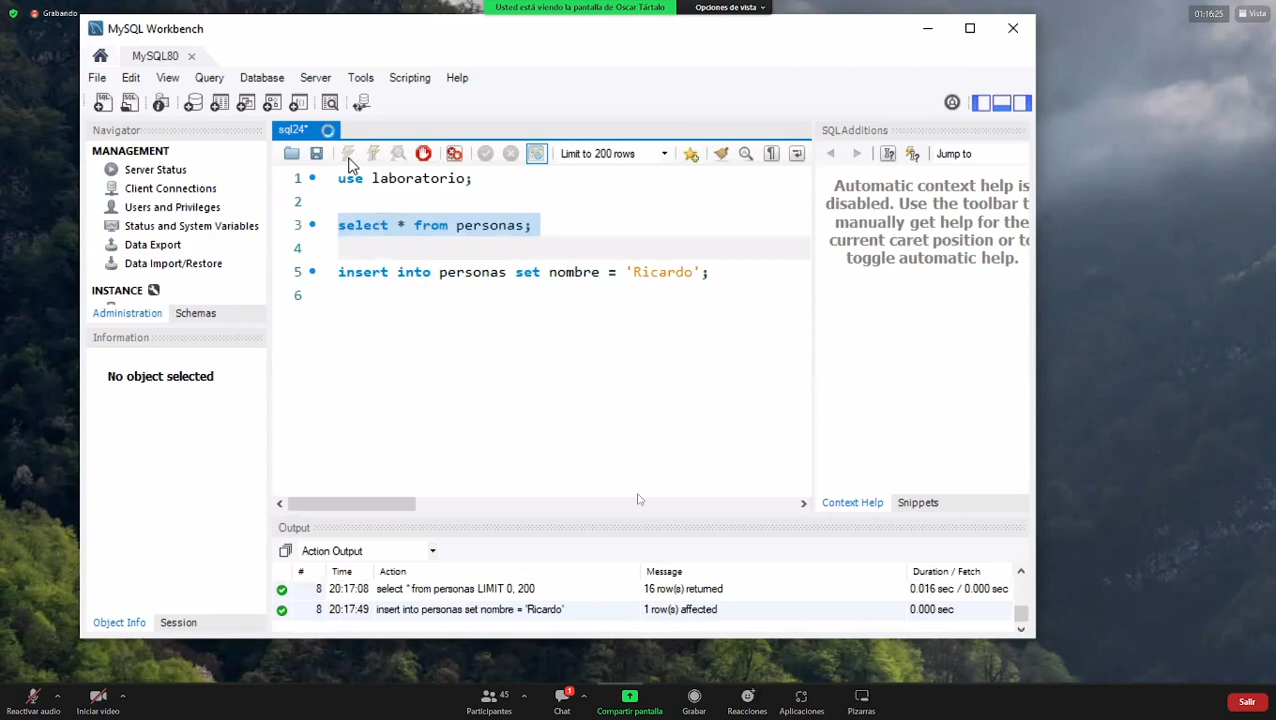 Grabando
Usted está viendo la pantalla de Oscar Tártalo
Opciones de vista
01:16:25
Vista
MySQL Workbench
MySQL80
File Edit View Query Database Server Tools Scripting Help
Navigator
MANAGEMENT
Server Status
Client Connections
Users and Privileges
Status and System Variables
Data Export
Data Import/Restore
INSTANCE
Administration Schemas
Information
No object selected
Object Info Session
sql24*
Limit to 200 rows
1 use laboratorio;
2
3 select * from personas;
4
5 insert into personas set nombre = 'Ricardo';
6
SQLAdditions
Jump to
Automatic context help is
disabled. Use the toolbar t
manually get help for the
current caret position or to
toggle automatic help.
Context Help Snippets
Output
Action Output
# Time Action Message Duration / Fetch
8 20:17:08 select * from personas LIMIT 0, 200 16 row(s) returned 0.016 sec / 0.000 sec
8 20:17:49 insert into personas set nombre = 'Ricardo' 1 row(s) affected 0.000 sec
Reactivar audio
Iniciar video
45
Participantes
1
Chat
Compartir pantalla
Grabar
Reacciones
Aplicaciones
Pizarras
Salir